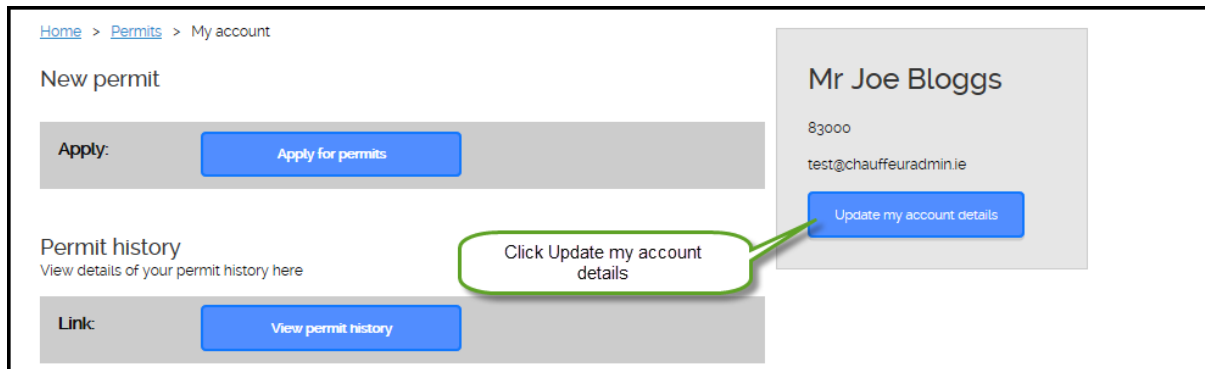 Home > Permits > My account
New permit
Apply:
Apply for permits
Permit history
View details of your permit history here
Link:
View permit history
Mr Joe Bloggs
83000
test@chauffeuradmin.ie
Update my account details
Click Update my account
details